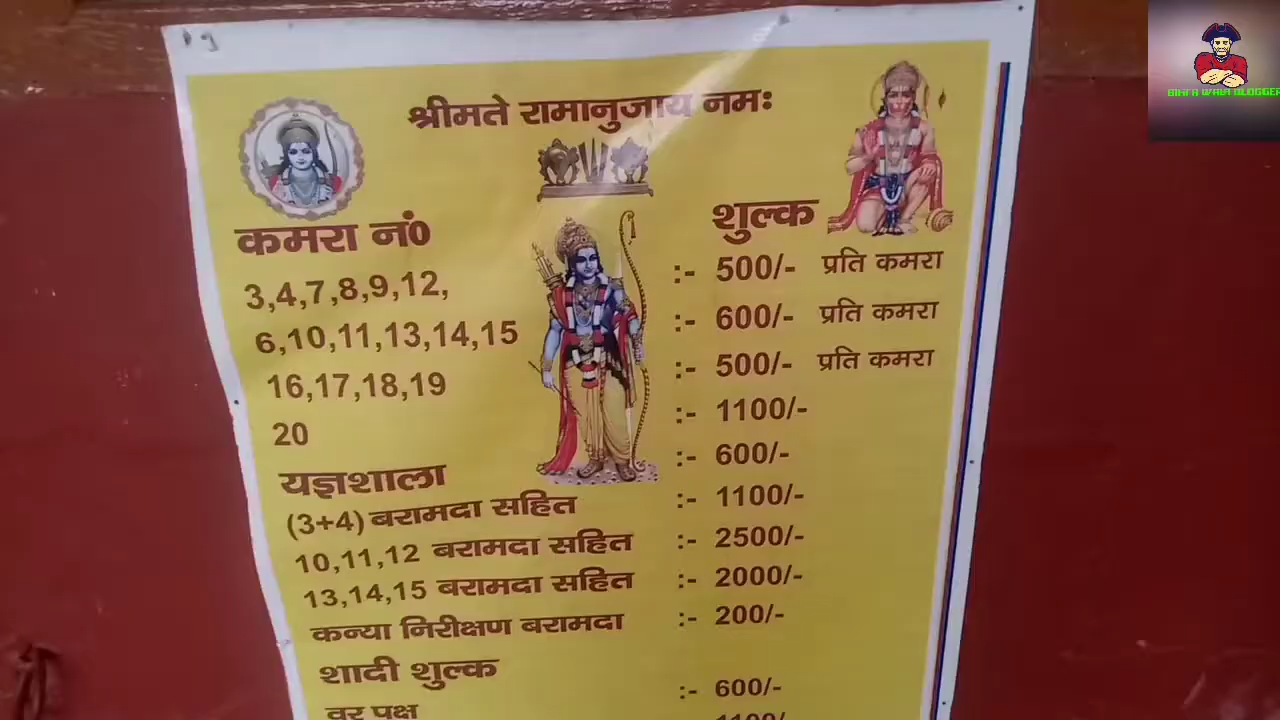 श्रीमते रामानुजाय नमः
कमरा नं0 शुल्क
3,4,7,8,9,12, :- 500/- प्रति कमरा
6,10,11,13,14,15 :- 600/- प्रति कमरा
16,17,18,19 :- 500/- प्रति कमरा
20 :- 1100/-
यज्ञशाला :- 600/-
(3+4) बरामदा सहित :- 1100/-
10,11,12 बरामदा सहित :- 2500/-
13,14,15 बरामदा सहित :- 2000/-
कन्या निरीक्षण बरामदा :- 200/-
शादी शुल्क
वर पक्ष :- 600/-
1100/-